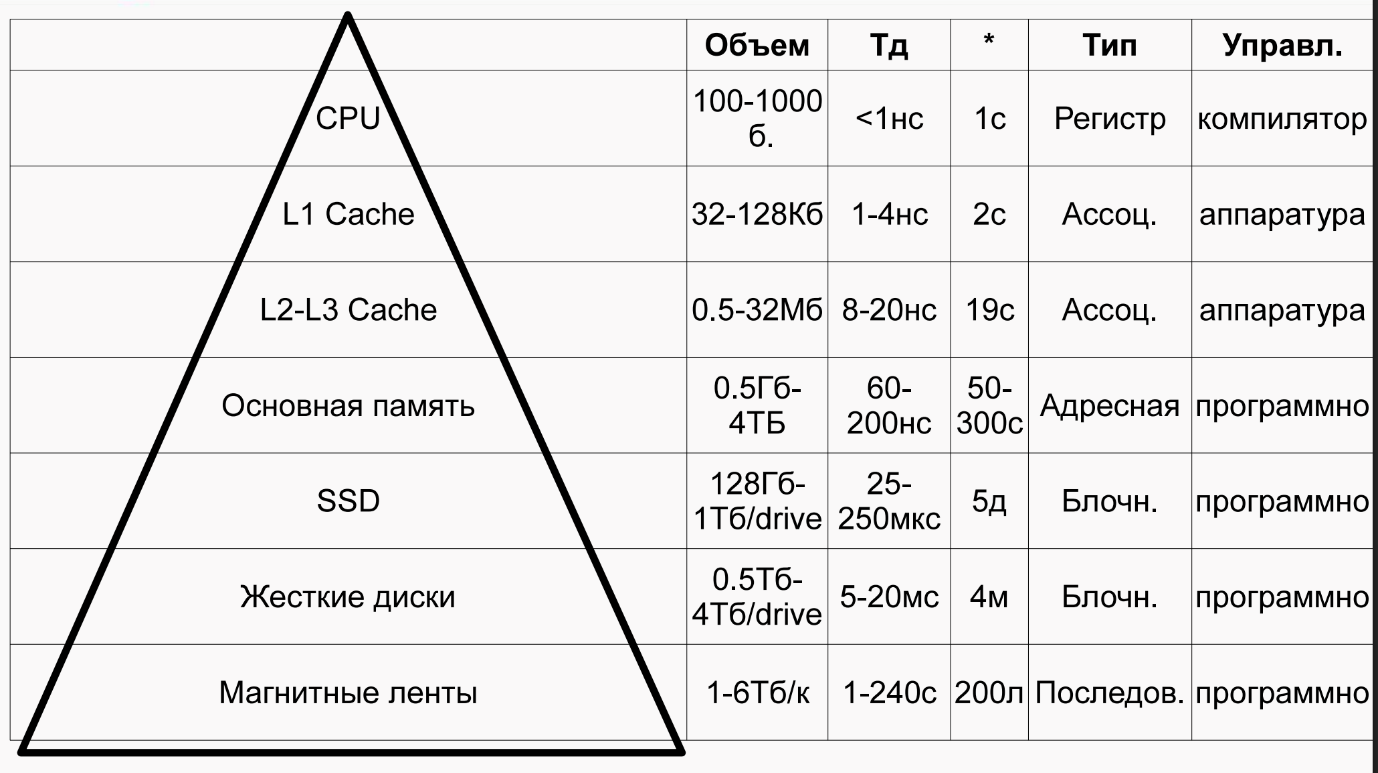 Объем Тд * Тип Управл.
CPU 100-1000 б. <1нс 1с Регистр компилятор
L1 Cache 32-128Кб 1-4нс 2с Ассоц. аппаратура
L2-L3 Cache 0.5-32Мб 8-20нс 19с Ассоц. аппаратура
Основная память 0.5Гб-4ТБ 60-200нс 50-300с Адресная программно
SSD 128Гб-1Тб/drive 25-250мкс 5д Блочн. программно
Жесткие диски 0.5Тб-4Тб/drive 5-20мс 4м Блочн. программно
Магнитные ленты 1-6Тб/к 1-240с 200л Последов. программно